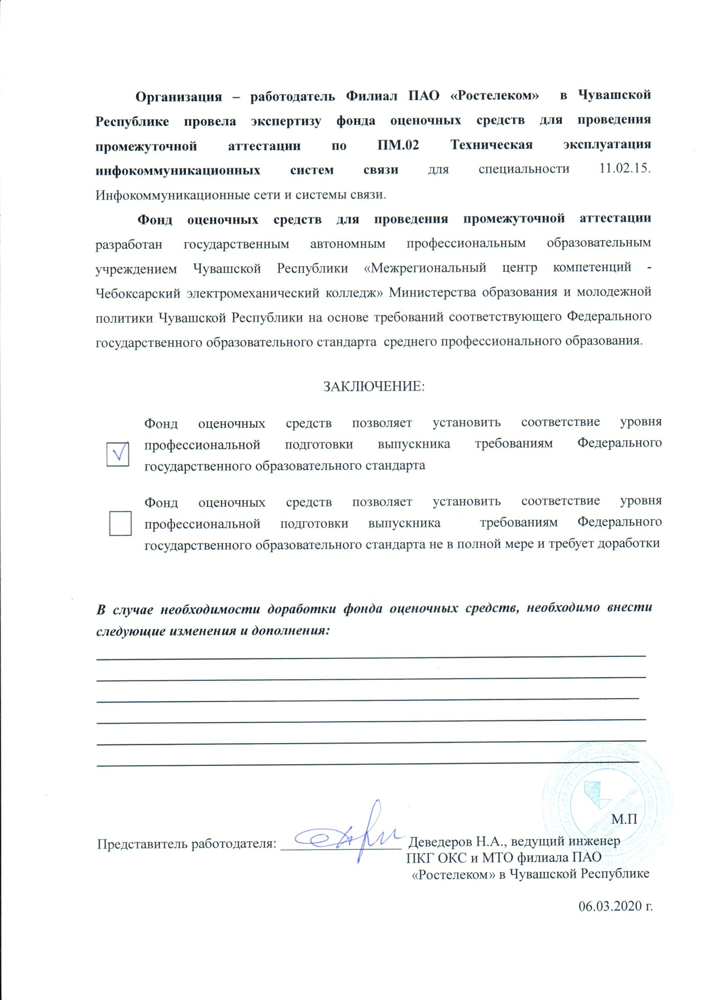 Организация – работодатель Филиал ПАО «Ростелеком» в Чувашской
Республике провела экспертизу фонда оценочных средств для проведения
промежуточной аттестации по ПМ.02 Техническая эксплуатация
инфокоммуникационных систем связи для специальности 11.02.15.
Инфокоммуникационные сети и системы связи.
Фонд оценочных средств для проведения промежуточной аттестации
разработан государственным автономным профессиональным образовательным
учреждением Чувашской Республики «Межрегиональный центр компетенций -
Чебоксарский электромеханический колледж» Министерства образования и молодежной
политики Чувашской Республики на основе требований соответствующего Федерального
государственного образовательного стандарта среднего профессионального образования.
ЗАКЛЮЧЕНИЕ:
Фонд оценочных средств позволяет установить соответствие уровня
профессиональной подготовки выпускника требованиям Федерального
государственного образовательного стандарта
Фонд оценочных средств позволяет установить соответствие уровня
профессиональной подготовки выпускника требованиям Федерального
государственного образовательного стандарта не в полной мере и требует доработки
В случае необходимости доработки фонда оценочных средств, необходимо внести
следующие изменения и дополнения:
М.П
Представитель работодателя: Деведеров Н.А., ведущий инженер
ПКГ ОКС и МТО филиала ПАО
«Ростелеком» в Чувашской Республике
06.03.2020 г.